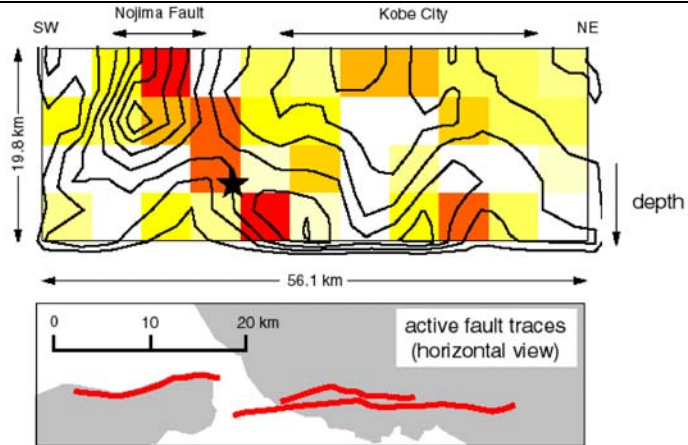 Nojima Fault
Kobe City
SW
NE
19.8 km
depth
56.1 km
0 10 20 km
active fault traces
(horizontal view)